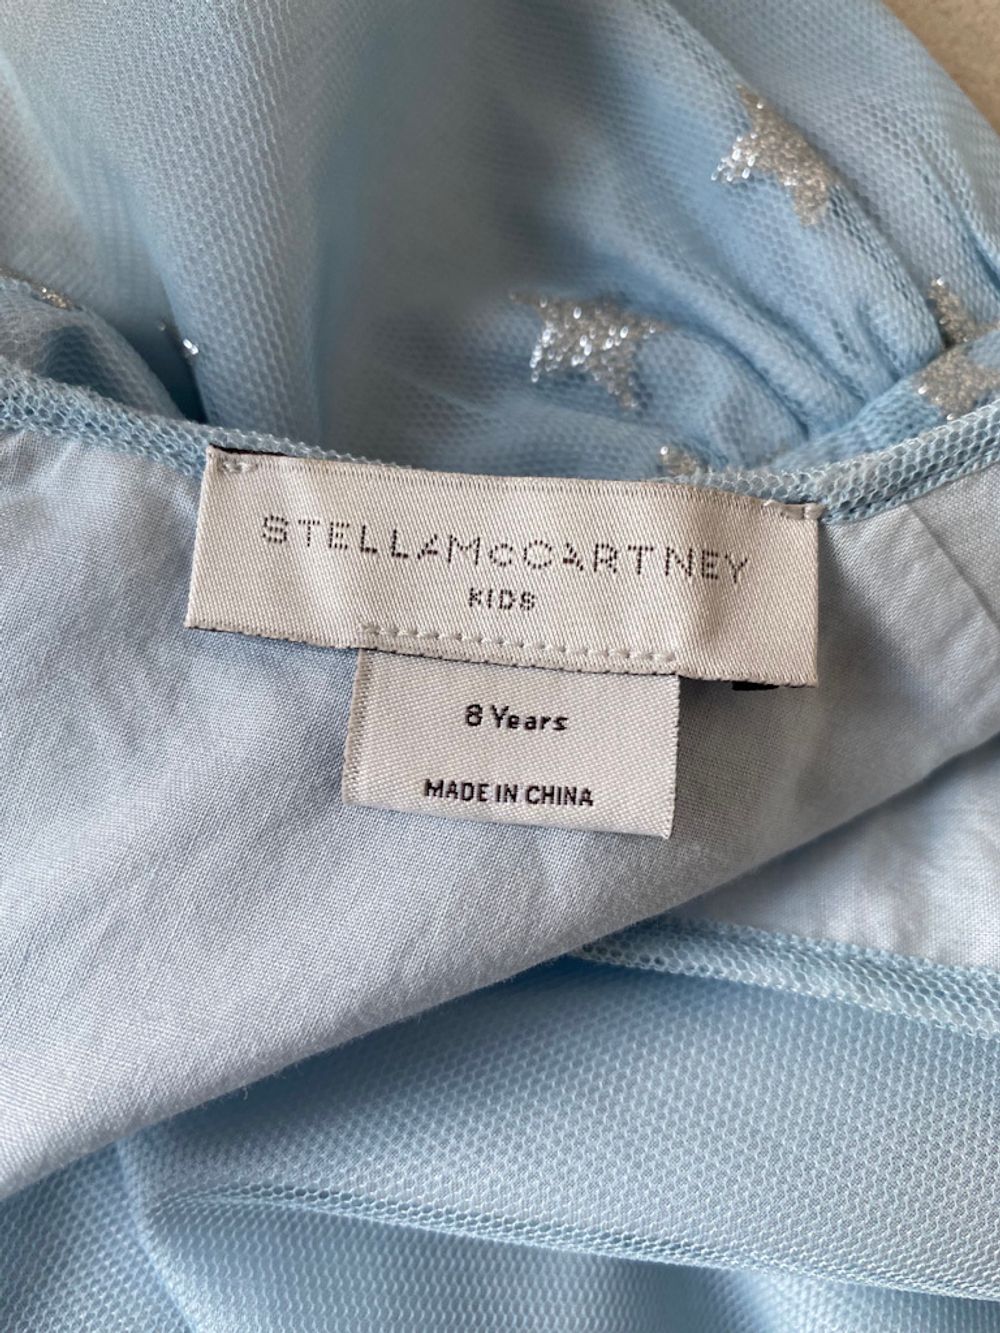 STELLAMcCARTNEY
KIDS
8 Years
MADE IN CHINA